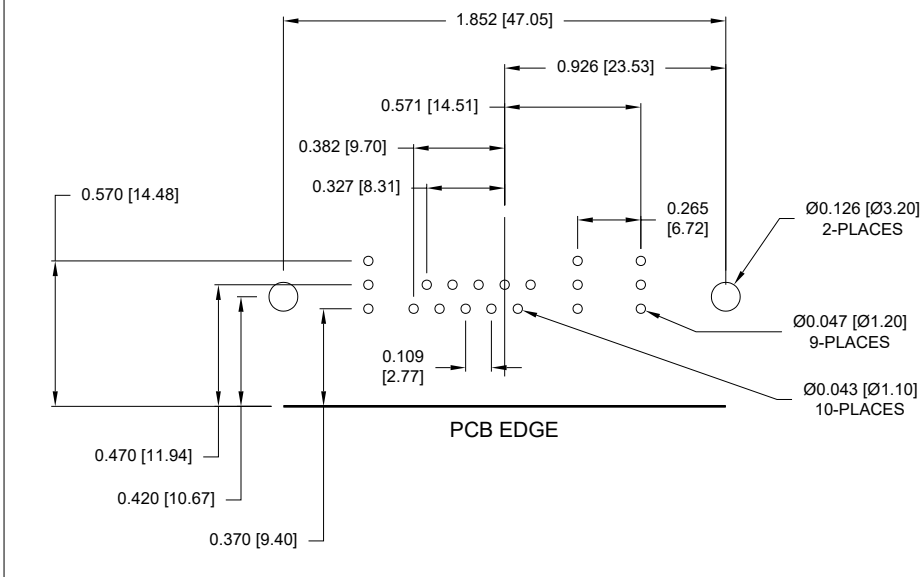 1.852 [47.05]
0.926 [23.53]
0.571 [14.51]
0.382 [9.70]
0.327 [8.31]
0.570 [14.48]
0.265
[6.72]
Ø0.126 [Ø3.20]
2-PLACES
Ø0.047 [Ø1.20]
9-PLACES
0.109
[2.77]
Ø0.043 [Ø1.10]
10-PLACES
PCB EDGE
0.470 [11.94]
0.420 [10.67]
0.370 [9.40]